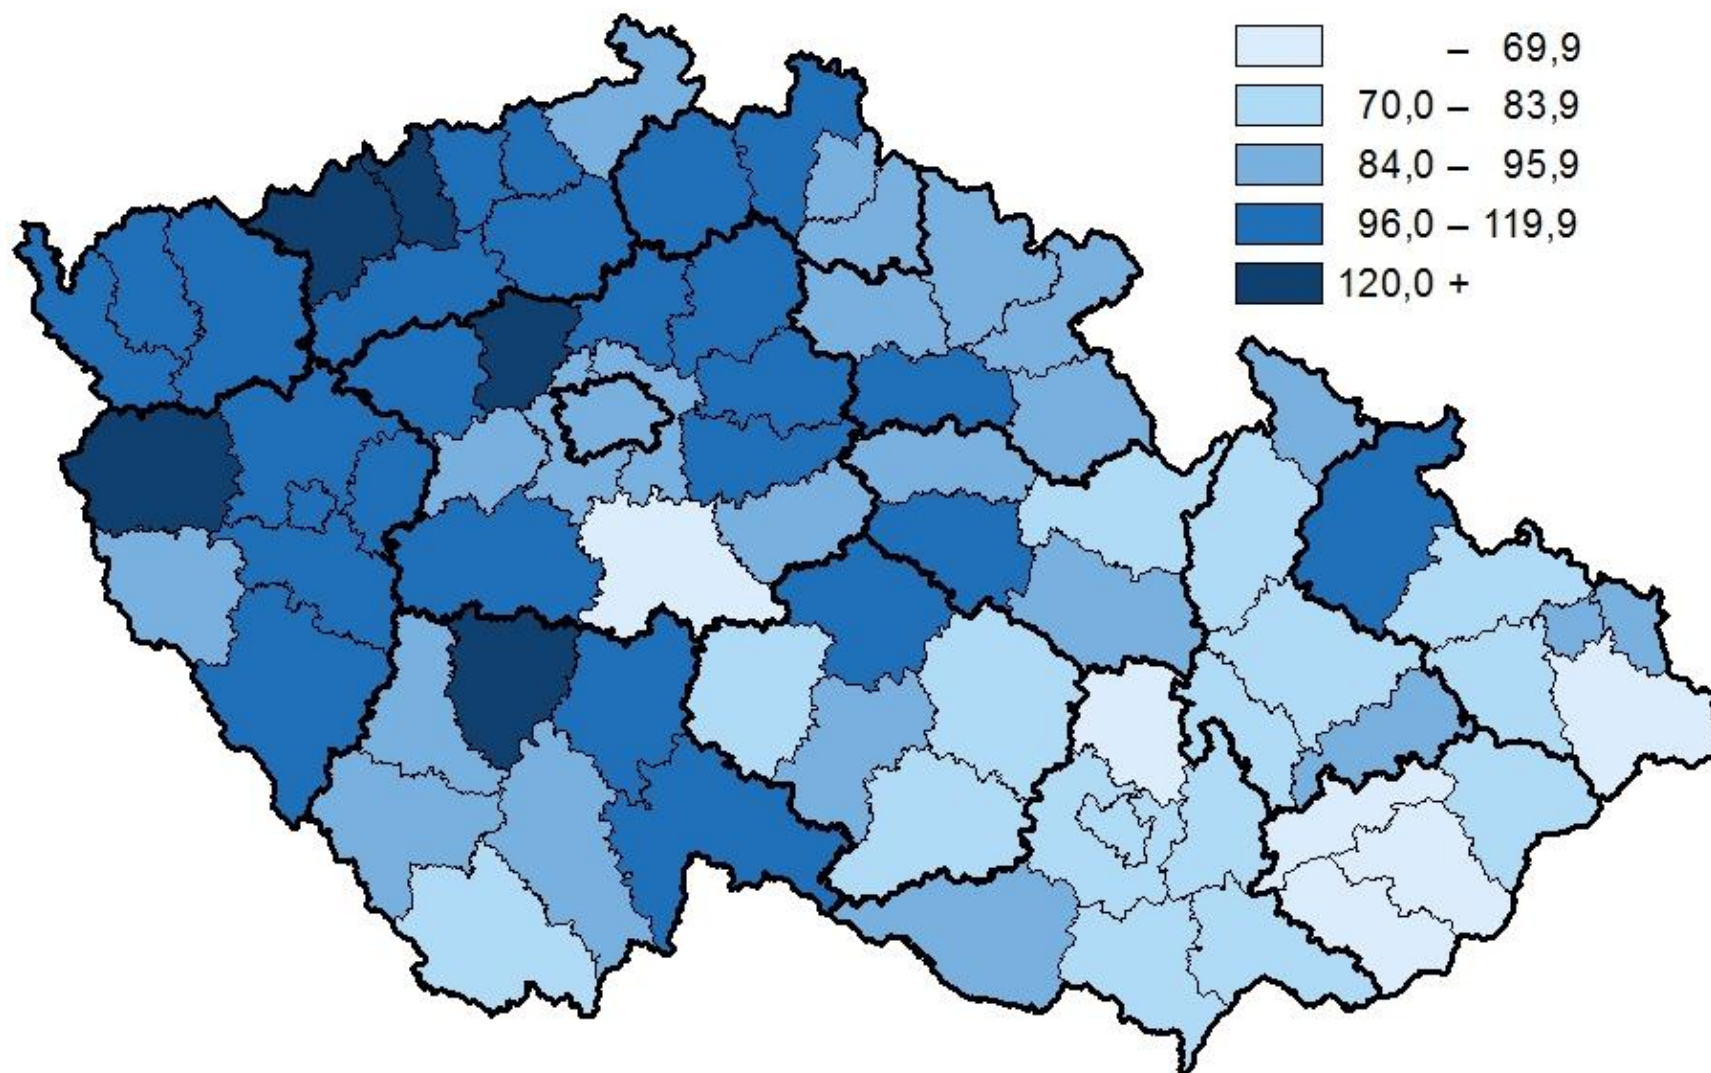 – 69,9
70,0 – 83,9
84,0 – 95,9
96,0 – 119,9
120,0 +